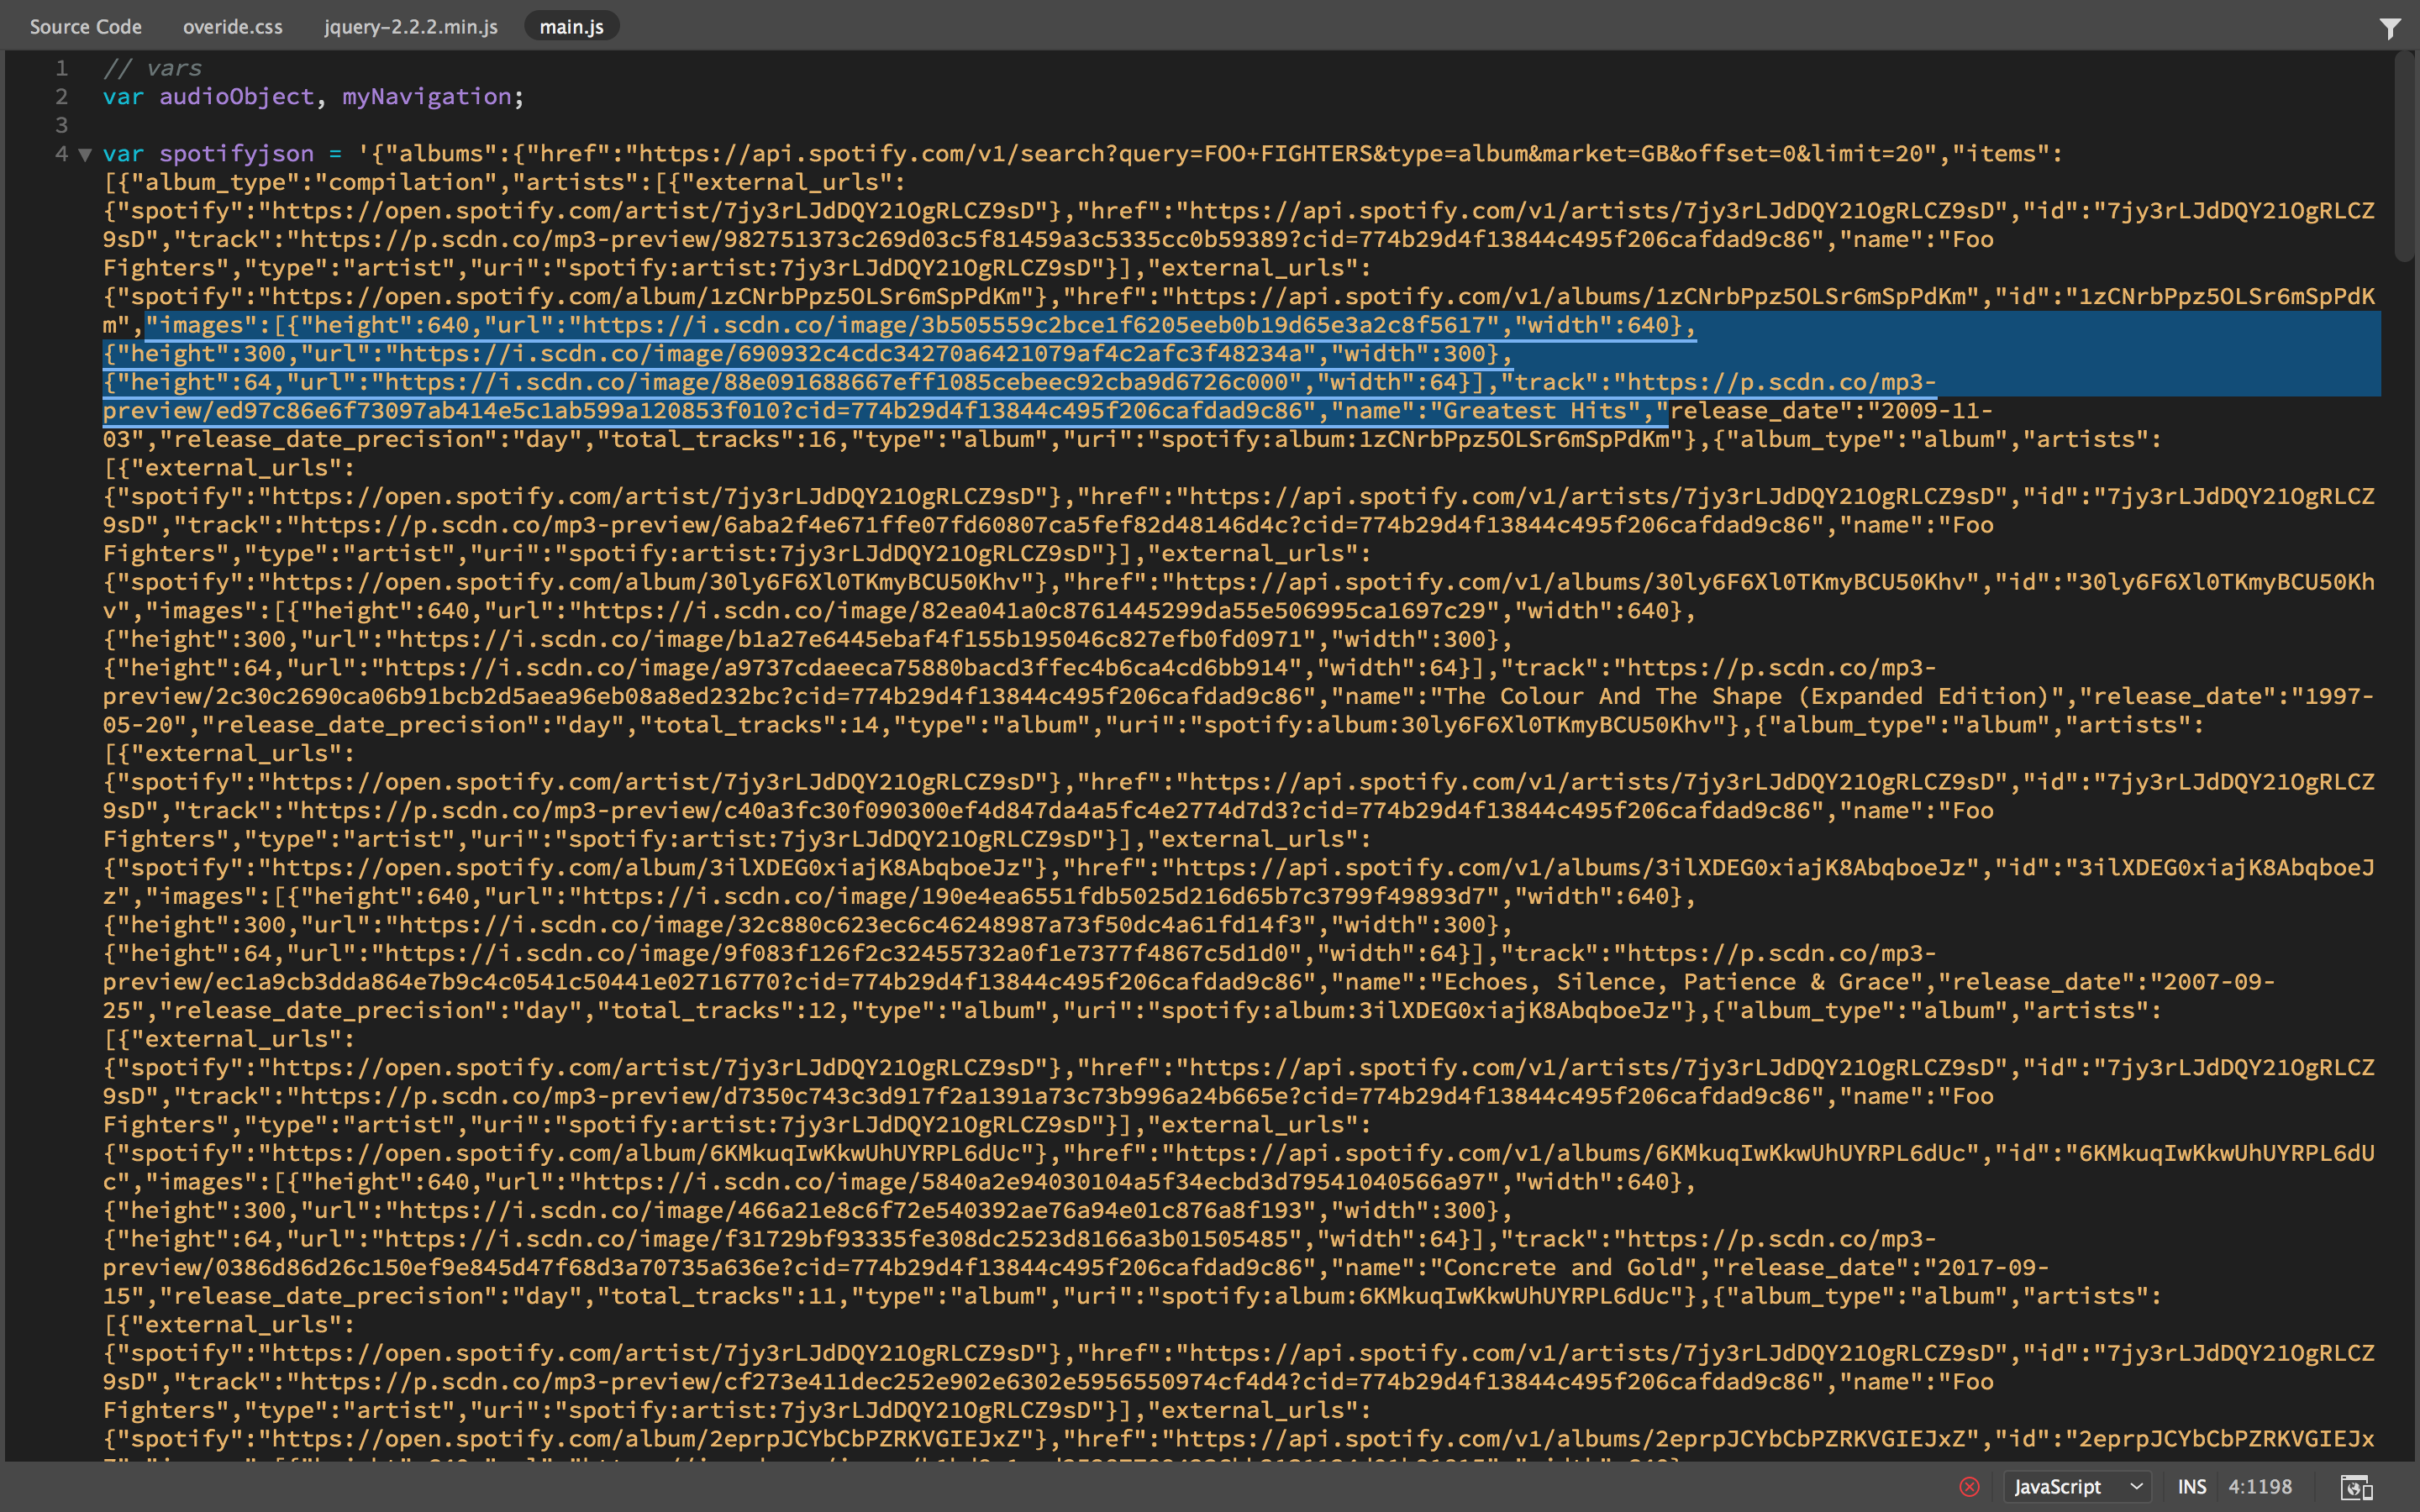 Source Code overide.css jquery-2.2.2.min.js main.js
1 // vars
2 var audioObject, myNavigation;
3
4 var spotifyjson = '{"albums":{"href":"https://api.spotify.com/v1/search?query=FOO+FIGHTERS&type=album&market=GB&offset=0&limit=20","items":
[{"album_type":"compilation","artists":[{"external_urls":
{"spotify":"https://open.spotify.com/artist/7jy3rLJdDQY21OgRLCZ9sD"},"href":"https://api.spotify.com/v1/artists/7jy3rLJdDQY21OgRLCZ9sD","id":"7jy3rLJdDQY21OgRLCZ
9sD","track":"https://p.scdn.co/mp3-preview/982751373c269d03c5f81459a3c5335cc0b59389?cid=774b29d4f13844c495f206cafdad9c86","name":"Foo
Fighters","type":"artist","uri":"spotify:artist:7jy3rLJdDQY21OgRLCZ9sD"}],"external_urls":
{"spotify":"https://open.spotify.com/album/1zCNrbPpz5OLSr6mSpPdKm"},"href":"https://api.spotify.com/v1/albums/1zCNrbPpz5OLSr6mSpPdKm","id":"1zCNrbPpz5OLSr6mSpPdK
m","images":[{"height":640,"url":"https://i.scdn.co/image/3b505559c2bce1f6205eeb0b19d65e3a2c8f5617","width":640},
{"height":300,"url":"https://i.scdn.co/image/690932c4cdc34270a6421079af4c2afc3f48234a","width":300},
{"height":64,"url":"https://i.scdn.co/image/88e091688667eff1085cebeec92cba9d6726c000","width":64}],"track":"https://p.scdn.co/mp3-
preview/ed97c86e6f73097ab414e5c1ab599a120853f010?cid=774b29d4f13844c495f206cafdad9c86","name":"Greatest Hits","release_date":"2009-11-
03","release_date_precision":"day","total_tracks":16,"type":"album","uri":"spotify:album:1zCNrbPpz5OLSr6mSpPdKm"},{"album_type":"album","artists":
[{"external_urls":
{"spotify":"https://open.spotify.com/artist/7jy3rLJdDQY21OgRLCZ9sD"},"href":"https://api.spotify.com/v1/artists/7jy3rLJdDQY21OgRLCZ9sD","id":"7jy3rLJdDQY21OgRLCZ
9sD","track":"https://p.scdn.co/mp3-preview/6aba2f4e671ffe07fd60807ca5fef82d48146d4c?cid=774b29d4f13844c495f206cafdad9c86","name":"Foo
Fighters","type":"artist","uri":"spotify:artist:7jy3rLJdDQY21OgRLCZ9sD"}],"external_urls":
{"spotify":"https://open.spotify.com/album/30ly6F6Xl0TKmyBCU50Khv"},"href":"https://api.spotify.com/v1/albums/30ly6F6Xl0TKmyBCU50Khv","id":"30ly6F6Xl0TKmyBCU50Kh
v","images":[{"height":640,"url":"https://i.scdn.co/image/82ea041a0c8761445299da55e506995ca1697c29","width":640},
{"height":300,"url":"https://i.scdn.co/image/b1a27e6445ebaf4f155b195046c827efb0fd0971","width":300},
{"height":64,"url":"https://i.scdn.co/image/a9737cdaeeca75880bacd3ffec4b6ca4cd6bb914","width":64}],"track":"https://p.scdn.co/mp3-
preview/2c30c2690ca06b91bcb2d5aea96eb08a8ed232bc?cid=774b29d4f13844c495f206cafdad9c86","name":"The Colour And The Shape (Expanded Edition)","release_date":"1997-
05-20","release_date_precision":"day","total_tracks":14,"type":"album","uri":"spotify:album:30ly6F6Xl0TKmyBCU50Khv"},{"album_type":"album","artists":
[{"external_urls":
{"spotify":"https://open.spotify.com/artist/7jy3rLJdDQY21OgRLCZ9sD"},"href":"https://api.spotify.com/v1/artists/7jy3rLJdDQY21OgRLCZ9sD","id":"7jy3rLJdDQY21OgRLCZ
9sD","track":"https://p.scdn.co/mp3-preview/c40a3fc30f090300ef4d847da4a5fc4e2774d7d3?cid=774b29d4f13844c495f206cafdad9c86","name":"Foo
Fighters","type":"artist","uri":"spotify:artist:7jy3rLJdDQY21OgRLCZ9sD"}],"external_urls":
{"spotify":"https://open.spotify.com/album/3ilXDEG0xiajK8AbqboeJz"},"href":"https://api.spotify.com/v1/albums/3ilXDEG0xiajK8AbqboeJz","id":"3ilXDEG0xiajK8AbqboeJ
z","images":[{"height":640,"url":"https://i.scdn.co/image/190e4ea6551fdb5025d216d65b7c3799f49893d7","width":640},
{"height":300,"url":"https://i.scdn.co/image/32c880c623ec6c46248987a73f50dc4a61fd14f3","width":300},
{"height":64,"url":"https://i.scdn.co/image/9f083f126f2c32455732a0f1e7377f4867c5d1d0","width":64}],"track":"https://p.scdn.co/mp3-
preview/ec1a9cb3dda864e7b9c4c0541c50441e02716770?cid=774b29d4f13844c495f206cafdad9c86","name":"Echoes, Silence, Patience & Grace","release_date":"2007-09-
25","release_date_precision":"day","total_tracks":12,"type":"album","uri":"spotify:album:3ilXDEG0xiajK8AbqboeJz"},{"album_type":"album","artists":
[{"external_urls":
{"spotify":"https://open.spotify.com/artist/7jy3rLJdDQY21OgRLCZ9sD"},"href":"https://api.spotify.com/v1/artists/7jy3rLJdDQY21OgRLCZ9sD","id":"7jy3rLJdDQY21OgRLCZ
9sD","track":"https://p.scdn.co/mp3-preview/d7350c743c3d917f2a1391a73c73b996a24b665e?cid=774b29d4f13844c495f206cafdad9c86","name":"Foo
Fighters","type":"artist","uri":"spotify:artist:7jy3rLJdDQY21OgRLCZ9sD"}],"external_urls":
{"spotify":"https://open.spotify.com/album/6KMkuqIwKkwUhUYRPL6dUc"},"href":"https://api.spotify.com/v1/albums/6KMkuqIwKkwUhUYRPL6dUc","id":"6KMkuqIwKkwUhUYRPL6dU
c","images":[{"height":640,"url":"https://i.scdn.co/image/5840a2e94030104a5f34ecbd3d79541040566a97","width":640},
{"height":300,"url":"https://i.scdn.co/image/466a21e8c6f72e540392ae76a94e01c876a8f193","width":300},
{"height":64,"url":"https://i.scdn.co/image/f31729bf93335fe308dc2523d8166a3b01505485","width":64}],"track":"https://p.scdn.co/mp3-
preview/0386d86d26c150ef9e845d47f68d3a70735a636e?cid=774b29d4f13844c495f206cafdad9c86","name":"Concrete and Gold","release_date":"2017-09-
15","release_date_precision":"day","total_tracks":11,"type":"album","uri":"spotify:album:6KMkuqIwKkwUhUYRPL6dUc"},{"album_type":"album","artists":
[{"external_urls":
{"spotify":"https://open.spotify.com/artist/7jy3rLJdDQY21OgRLCZ9sD"},"href":"https://api.spotify.com/v1/artists/7jy3rLJdDQY21OgRLCZ9sD","id":"7jy3rLJdDQY21OgRLCZ
9sD","track":"https://p.scdn.co/mp3-preview/cf273e411dec252e902e6302e5956550974cf4d4?cid=774b29d4f13844c495f206cafdad9c86","name":"Foo
Fighters","type":"artist","uri":"spotify:artist:7jy3rLJdDQY21OgRLCZ9sD"}],"external_urls":
{"spotify":"https://open.spotify.com/album/2eprpJCYbCbPZRKVGIEJxZ"},"href":"https://api.spotify.com/v1/albums/2eprpJCYbCbPZRKVGIEJxZ","id":"2eprpJCYbCbPZRKVGIEJx
JavaScript INS 4:1198